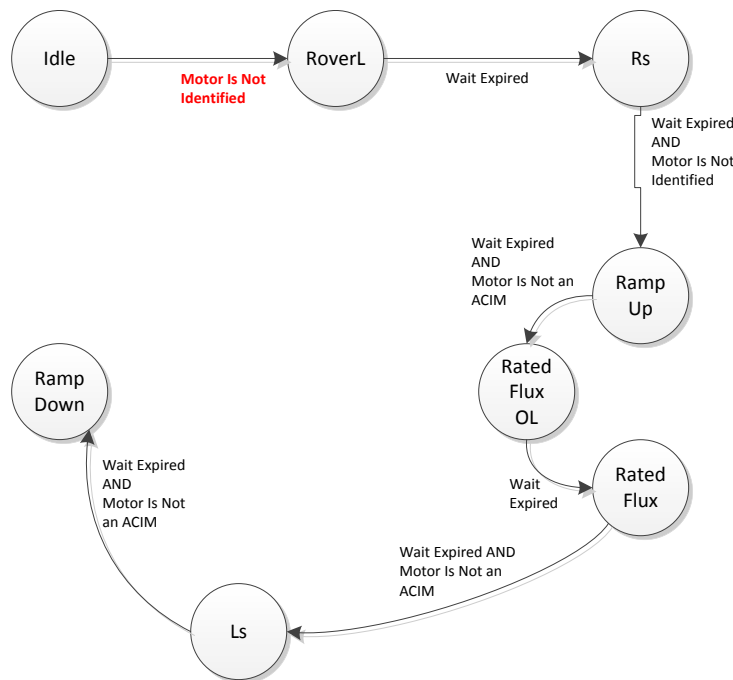 Idle
Motor Is Not
Identified
RoverL
Wait Expired
Rs
Wait Expired
AND
Motor Is Not
Identified
Wait Expired
AND
Motor Is Not an
ACIM
Ramp
Up
Rated
Flux
OL
Wait
Expired
Rated
Flux
Wait Expired AND
Motor Is Not an
ACIM
Ls
Wait Expired
AND
Motor Is Not
an ACIM
Ramp
Down